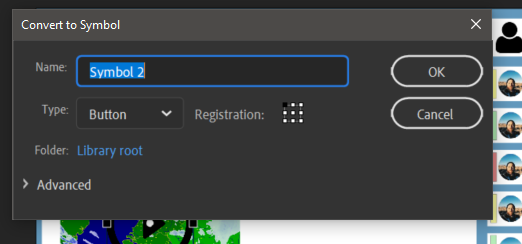 Convert to Symbol
Name: Symbol 2 OK
Type: Button Registration: Cancel
Folder: Library root
Advanced